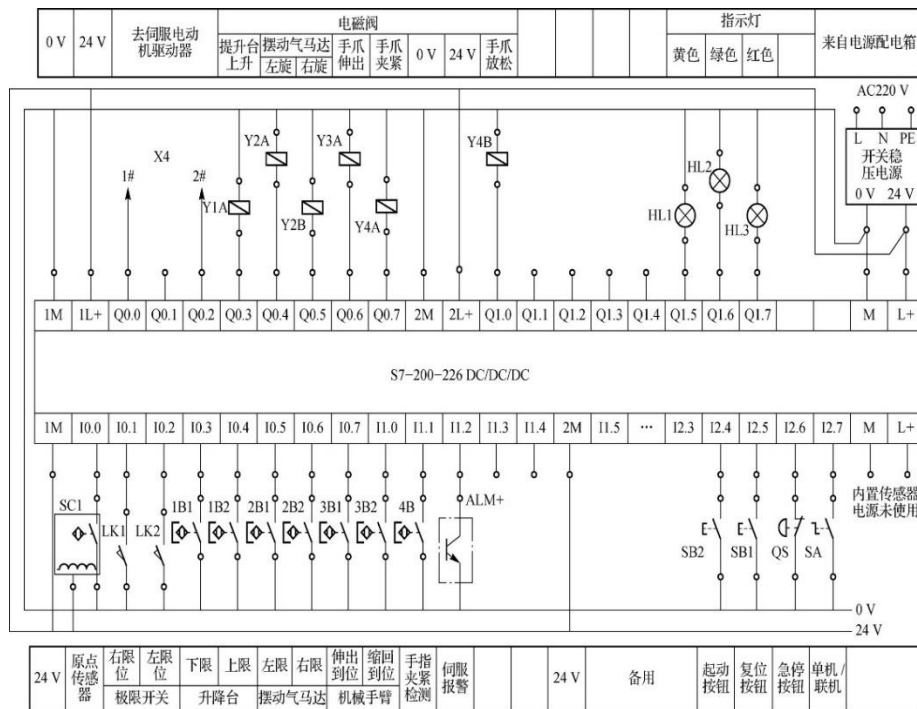 0 V 24 V 去伺服电动机驱动器 电磁阀 指示灯 来自电源配电箱
提升台上升 摆动气马达 手爪伸出 手爪夹紧 0 V 24 V 手爪放松 黄色 绿色 红色
左旋 右旋
AC220 V
L N PE
开关稳压电源
0 V 24 V
X4
1# 2#
Y1A Y2A Y2B Y3A Y4A Y4B HL1 HL2 HL3
1M 1L+ Q0.0 Q0.1 Q0.2 Q0.3 Q0.4 Q0.5 Q0.6 Q0.7 2M 2L+ Q1.0 Q1.1 Q1.2 Q1.3 Q1.4 Q1.5 Q1.6 Q1.7 M L+
S7-200-226 DC/DC/DC
1M I0.0 I0.1 I0.2 I0.3 I0.4 I0.5 I0.6 I0.7 I1.0 I1.1 I1.2 I1.3 I1.4 2M I1.5 … I2.3 I2.4 I2.5 I2.6 I2.7 M L+
内置传感器
电源未使用
SC1 LK1 LK2 1B1 1B2 2B1 2B2 3B1 3B2 4B ALM+ SB2 SB1 QS SA
0 V
24 V
24 V 原点传感器 右限位 左限位 下限 上限 左限 右限 伸出到位 缩回到位 手指夹紧检测 伺服报警 24 V 备用 起动按钮 复位按钮 急停按钮 单机/联机
极限开关 升降台 摆动气马达 机械手臂